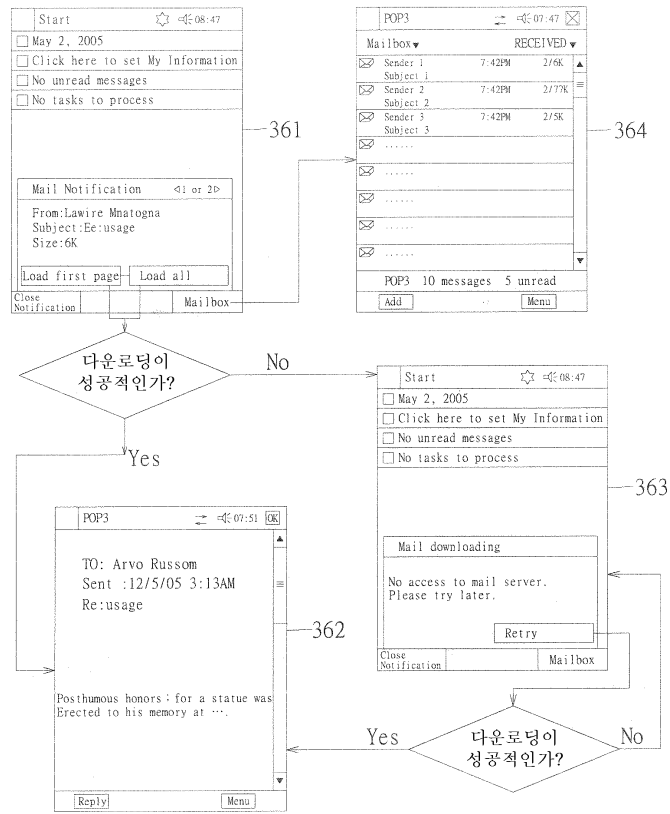 Start 08:47
May 2, 2005
Click here to set My Information
No unread messages
No tasks to process
361
Mail Notification 1 or 2
From:Lawire Mnatogna
Subject:Ee:usage
Size:6K
Load first page Load all
Close
Notification
Mailbox
POP3 07:47
Mailbox RECEIVED
Sender 1 7:42PM 2/6K
Subject 1
Sender 2 7:42PM 2/77K
Subject 2
Sender 3 7:42PM 2/5K
Subject 3
......
......
......
......
......
364
POP3 10 messages 5 unread
Add Menu
다운로딩이
성공적인가?
No
Yes
Start 08:47
May 2, 2005
Click here to set My Information
No unread messages
No tasks to process
363
Mail downloading
No access to mail server.
Please try later.
Retry
Close
Notification
Mailbox
POP3 07:51 OK
TO: Arvo Russom
Sent :12/5/05 3:13AM
Re:usage
362
Posthumous honors ; for a statue was
Erected to his memory at ….
Reply Menu
다운로딩이
성공적인가?
Yes
No